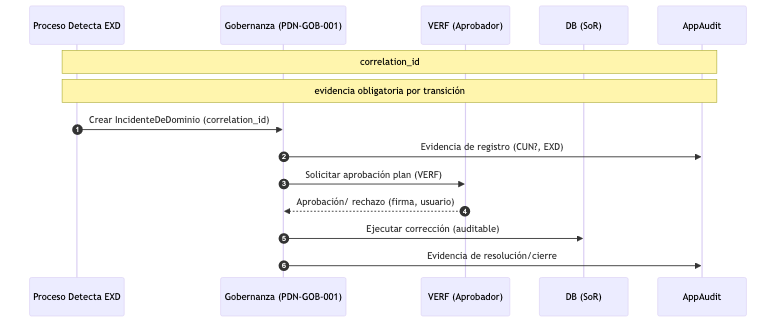 Proceso Detecta EXD
Gobernanza (PDN-GOB-001)
VERF (Aprobador)
DB (SoR)
AppAudit
correlation_id
evidencia obligatoria por transición
Crear IncidenteDeDominio (correlation_id)
1
Evidencia de registro (CUN?, EXD)
2
Solicitar aprobación plan (VERF)
3
Aprobación/ rechazo (firma, usuario)
4
Ejecutar corrección (auditable)
5
Evidencia de resolución/cierre
6
Proceso Detecta EXD
Gobernanza (PDN-GOB-001)
VERF (Aprobador)
DB (SoR)
AppAudit